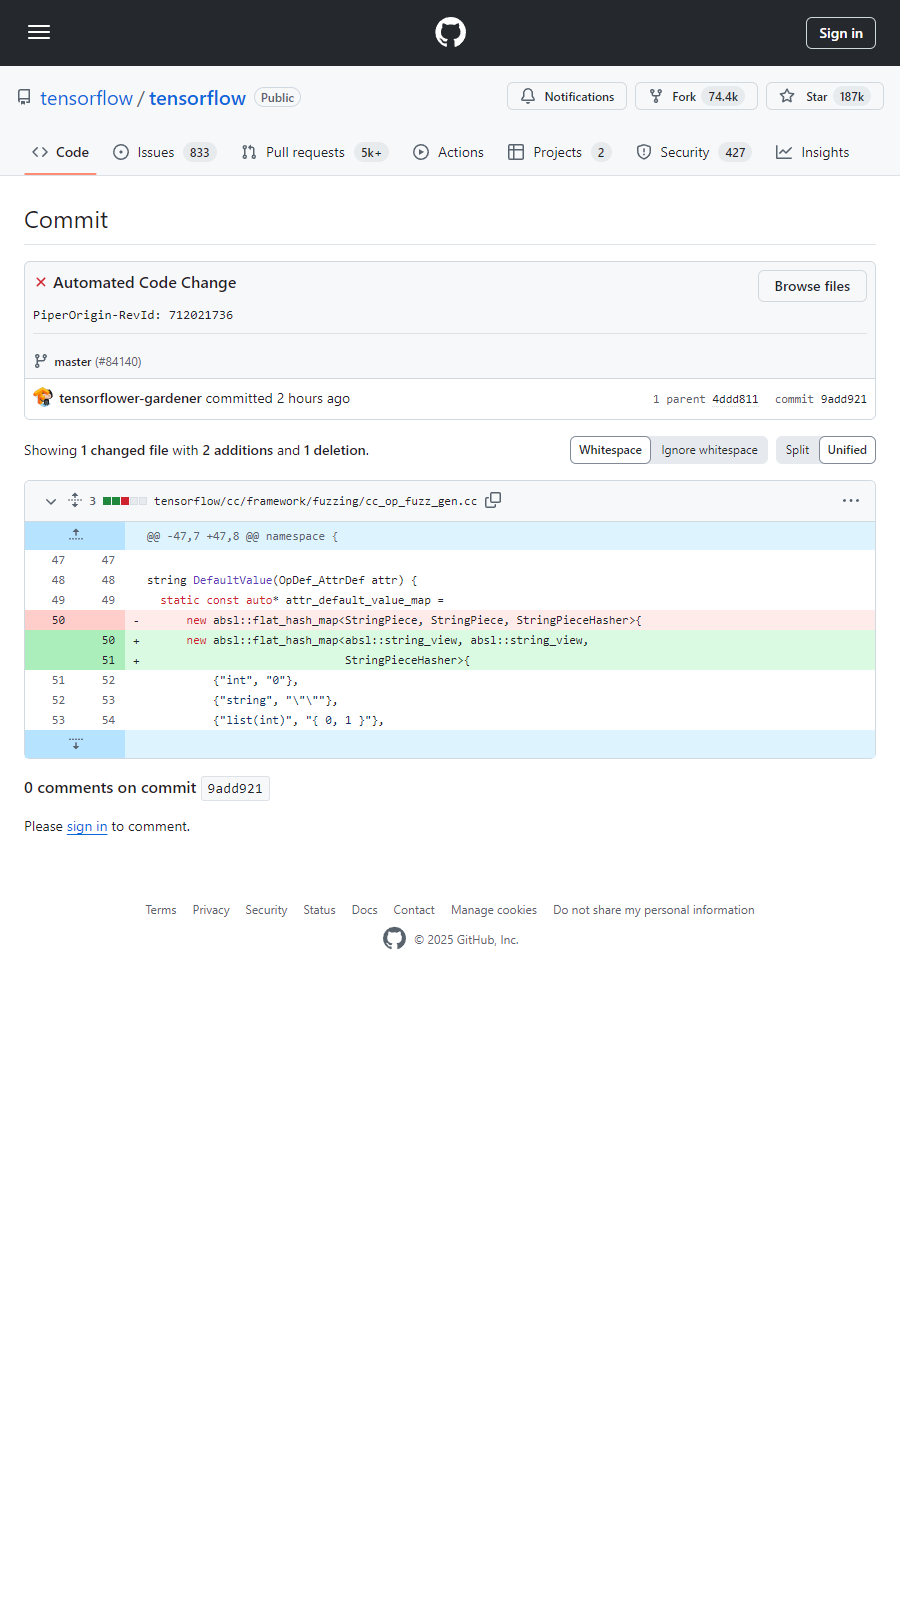 Sign in
tensorflow / tensorflow Public
Notifications Fork 74.4k Star 187k
Code Issues 833 Pull requests 5k+ Actions Projects 2 Security 427 Insights
Commit
Automated Code Change
Browse files
PiperOrigin-RevId: 712021736
master (#84140)
tensorflower-gardener committed 2 hours ago 1 parent 4ddd811 commit 9add921
Showing 1 changed file with 2 additions and 1 deletion.
Whitespace Ignore whitespace Split Unified
3 tensorflow/cc/framework/fuzzing/cc_op_fuzz_gen.cc
@@ -47,7 +47,8 @@ namespace {
47 47
48 48 string DefaultValue(OpDef_AttrDef attr) {
49 49 static const auto* attr_default_value_map =
50 - new absl::flat_hash_map<StringPiece, StringPiece, StringPieceHasher>{
50 + new absl::flat_hash_map<absl::string_view, absl::string_view,
51 + StringPieceHasher>{
51 52 {"int", "0"},
52 53 {"string", "\"\""},
53 54 {"list(int)", "{ 0, 1 }"},
0 comments on commit 9add921
Please sign in to comment.
Terms Privacy Security Status Docs Contact Manage cookies Do not share my personal information
© 2025 GitHub, Inc.